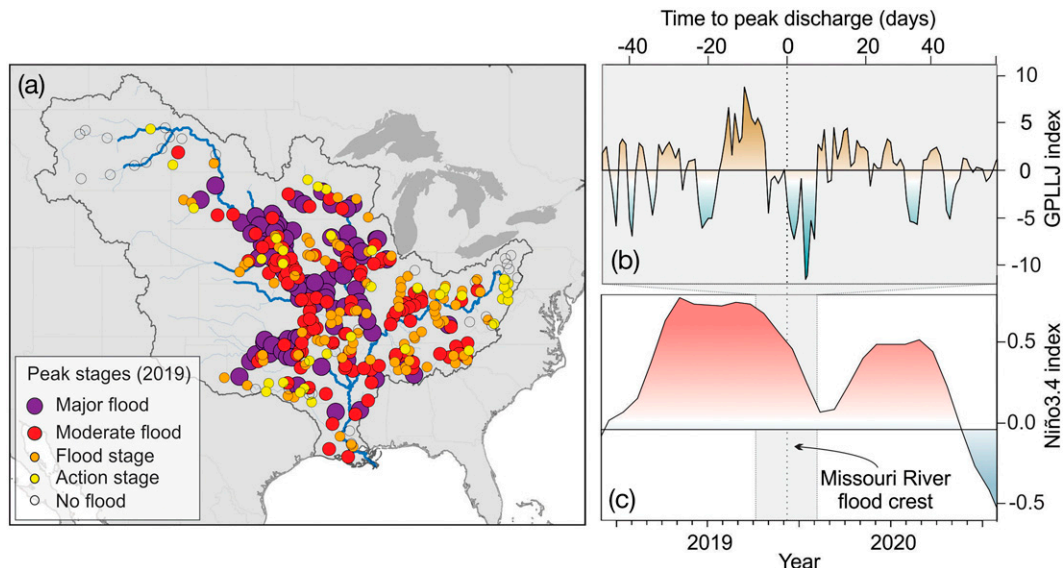 (a)
Peak stages (2019)
Major flood
Moderate flood
Flood stage
Action stage
No flood
Time to peak discharge (days)
-40 -20 0 20 40
10
5
0
-5
-10
GPLLJ index
(b)
0.5
0.0
-0.5
Niño3.4 index
(c)
Missouri River
flood crest
2019 2020
Year